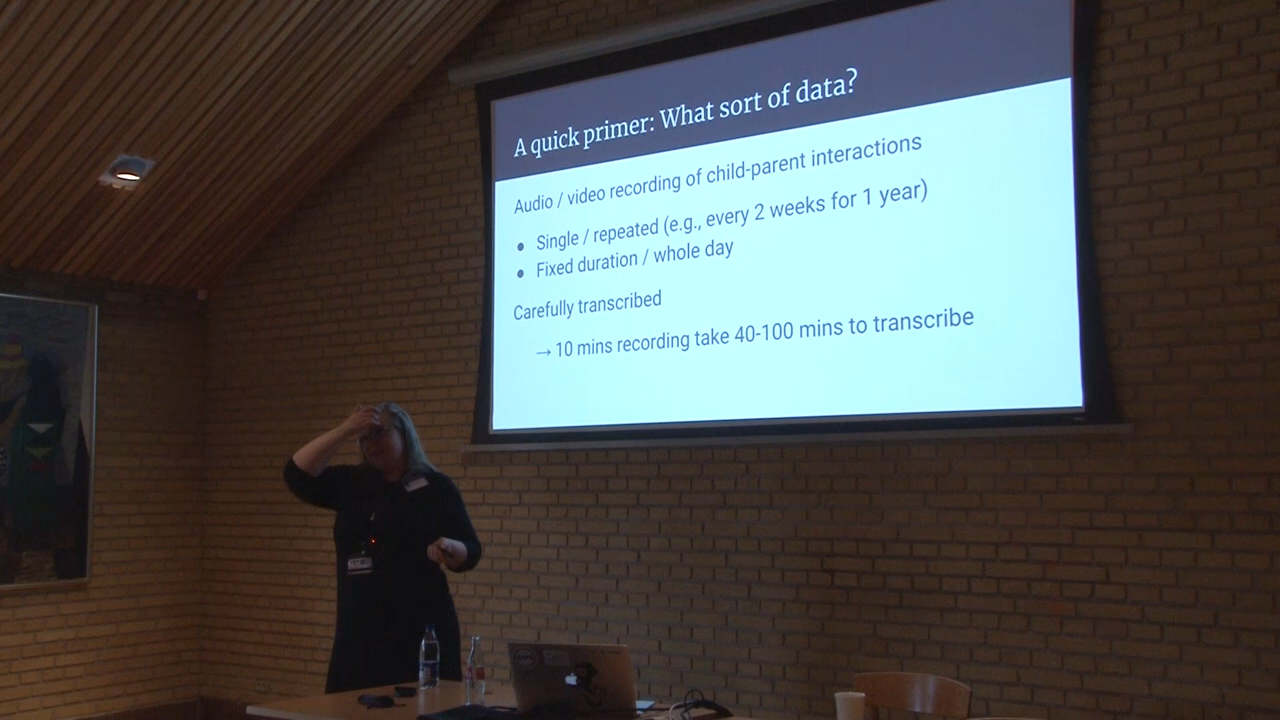 A quick primer: What sort of data?
Audio / video recording of child-parent interactions
● Single / repeated (e.g., every 2 weeks for 1 year)
● Fixed duration / whole day
Carefully transcribed
→ 10 mins recording take 40-100 mins to transcribe